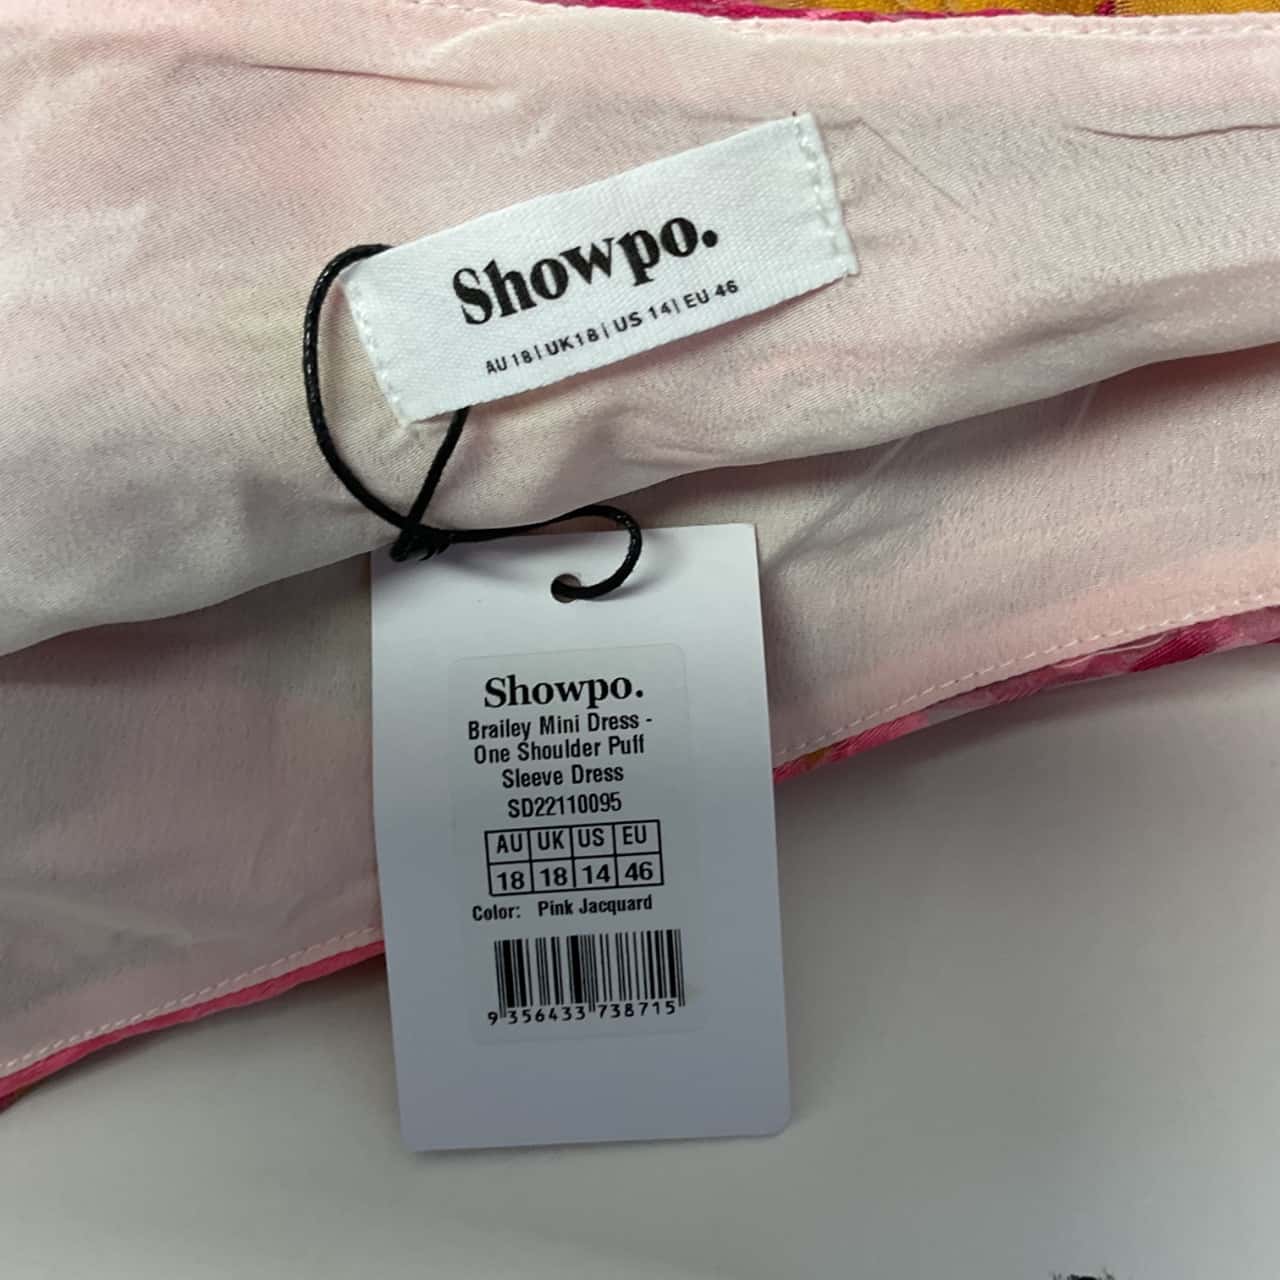 Showpo.
AU 18 | UK 18 | US 14 | EU 46
Showpo.
Brailey Mini Dress -
One Shoulder Puff
Sleeve Dress
SD22110095
AU UK US EU
18 18 14 46
Color: Pink Jacquard
9 356433 738715